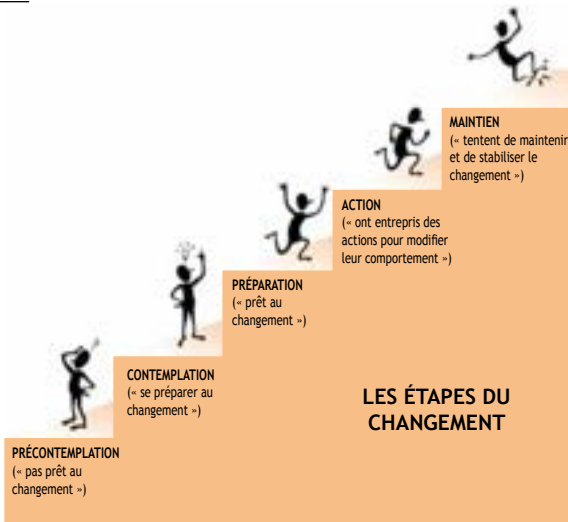 MAINTIEN
(« tentent de maintenir
et de stabiliser le
changement »)
ACTION
(« ont entrepris des
actions pour modifier
leur comportement »)
PRÉPARATION
(« prêt au
changement »)
CONTEMPLATION
(« se préparer au
changement »)
LES ÉTAPES DU
CHANGEMENT
PRÉCONTEMPLATION
(« pas prêt au
changement »)